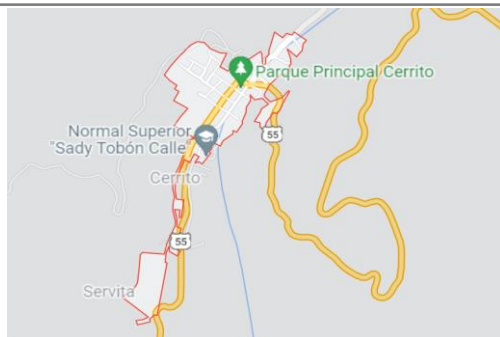 Parque Principal Cerrito
55
Normal Superior
"Sady Tobón Calle"
Cerrito
55
Servita